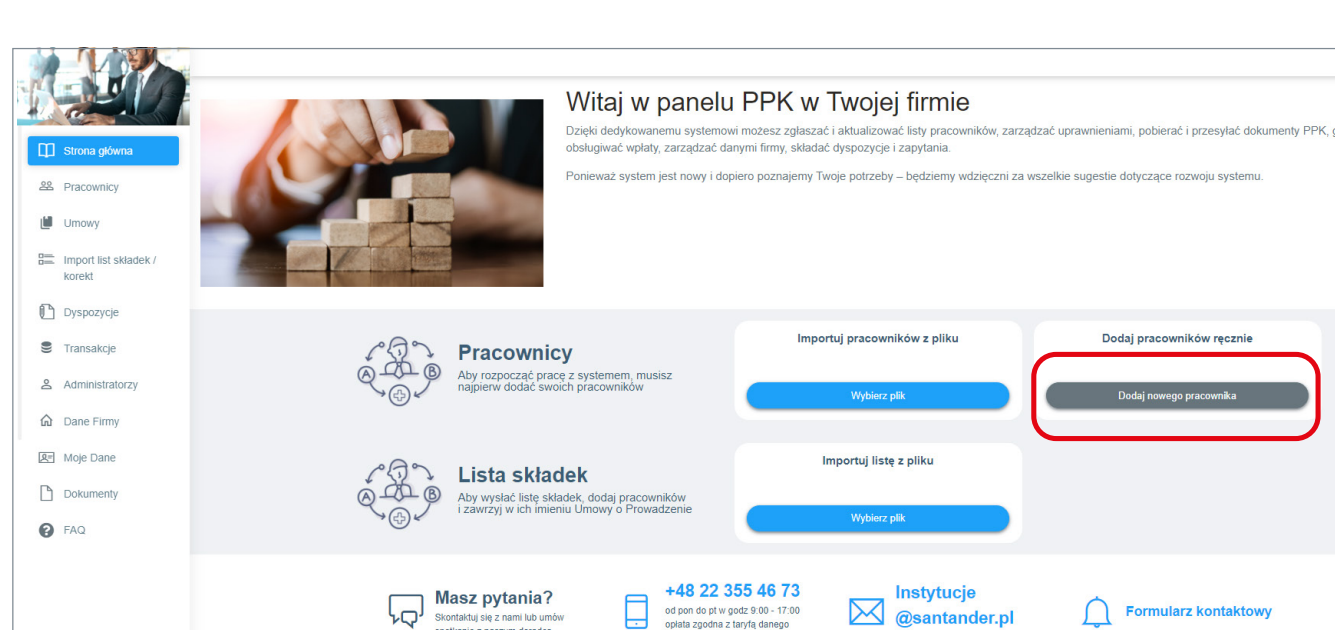 Witaj w panelu PPK w Twojej firmie
Dzięki dedykowanemu systemowi możesz zgłaszać i aktualizować listy pracowników, zarządzać uprawnieniami, pobierać i przesyłać dokumenty PPK,
obsługiwać wpłaty, zarządzać danymi firmy, składać dyspozycje i zapytania.
Ponieważ system jest nowy i dopiero poznajemy Twoje potrzeby – będziemy wdzięczni za wszelkie sugestie dotyczące rozwoju systemu.
Strona główna
Pracownicy
Umowy
Import list składek /
korekt
Dyspozycje
Transakcje
Administratorzy
Dane Firmy
Moje Dane
Dokumenty
FAQ
A
B
Pracownicy
Aby rozpocząć pracę z systemem, musisz
najpierw dodać swoich pracowników
Importuj pracowników z pliku
Wybierz plik
Dodaj pracowników ręcznie
Dodaj nowego pracownika
A
B
Lista składek
Aby wysłać listę składek, dodaj pracowników
i zawrzyj w ich imieniu Umowy o Prowadzenie
Importuj listę z pliku
Wybierz plik
Masz pytania?
Skontaktuj się z nami lub umów
+48 22 355 46 73
od pon do pt w godz 9:00 - 17:00
opłata zgodna z taryfą danego
Instytucje
@santander.pl
Formularz kontaktowy